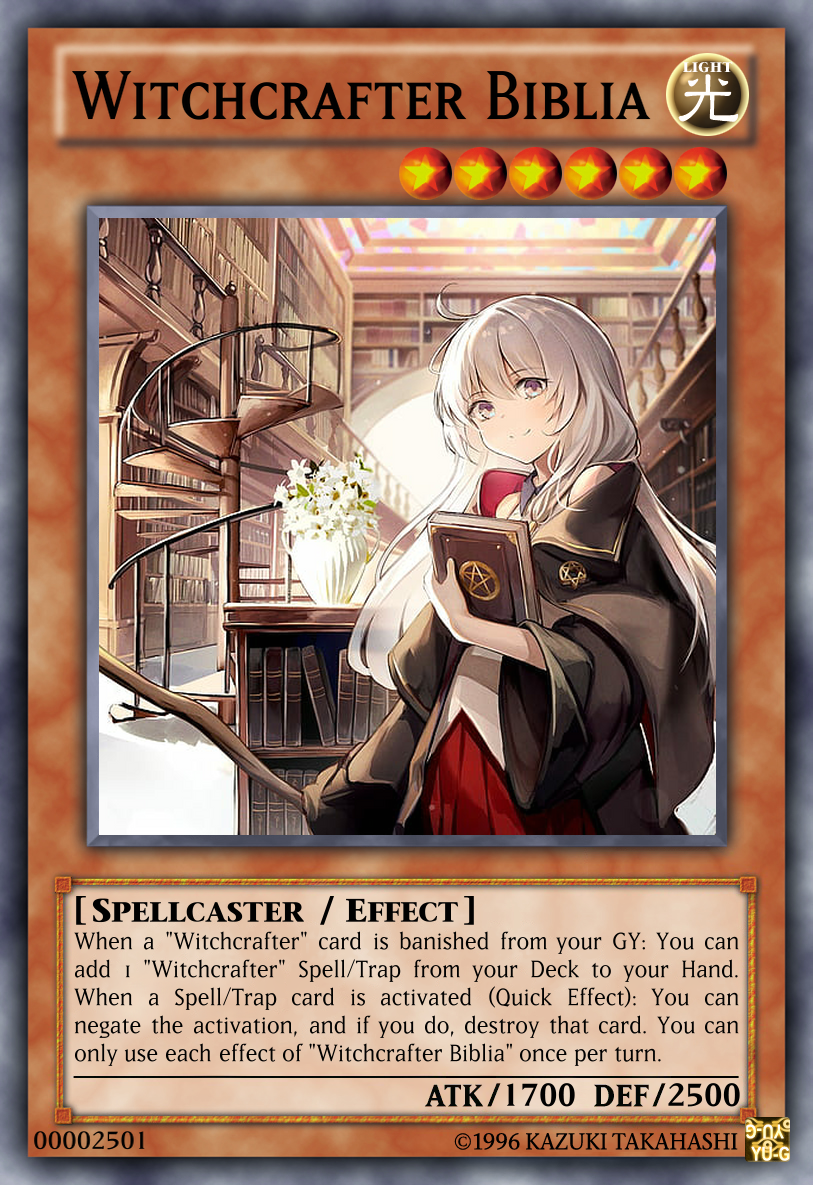 Witchcrafter Biblia
LIGHT
光
[ Spellcaster / Effect ]
When a "Witchcrafter" card is banished from your GY: You can
add 1 "Witchcrafter" Spell/Trap from your Deck to your Hand.
When a Spell/Trap card is activated (Quick Effect): You can
negate the activation, and if you do, destroy that card. You can
only use each effect of "Witchcrafter Biblia" once per turn.
ATK/1700 DEF/2500
00002501
©1996 KAZUKI TAKAHASHI